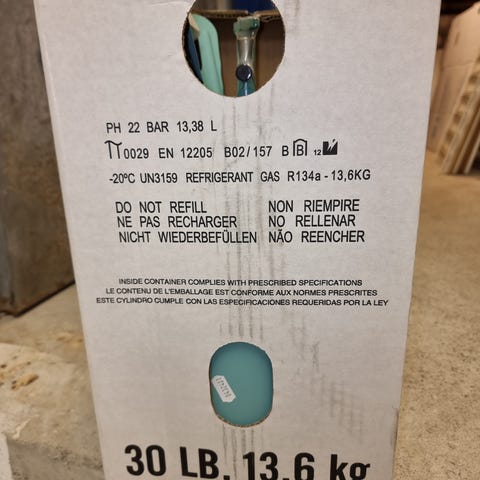 PH 22 BAR 13,38 L
0029 EN 12205 B02/157 B B 12
-20ºC UN3159 REFRIGERANT GAS R134a - 13,6KG
DO NOT REFILL NON RIEMPIRE
NE PAS RECHARGER NO RELLENAR
NICHT WIEDERBEFÜLLEN NÃO REENCHER
INSIDE CONTAINER COMPLIES WITH PRESCRIBED SPECIFICATIONS
LE CONTENU DE L'EMBALLAGE EST CONFORME AUX NORMES PRESCRITES
ESTE CYLINDRO CUMPLE CON LAS ESPECIFICACIONES REQUERIDAS POR LA LEY
30 LB. 13.6 kg